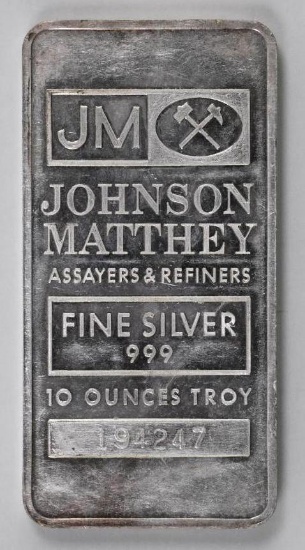 JM
JOHNSON
MATTHEY
ASSAYERS & REFINERS
FINE SILVER
999
10 OUNCES TROY
194247